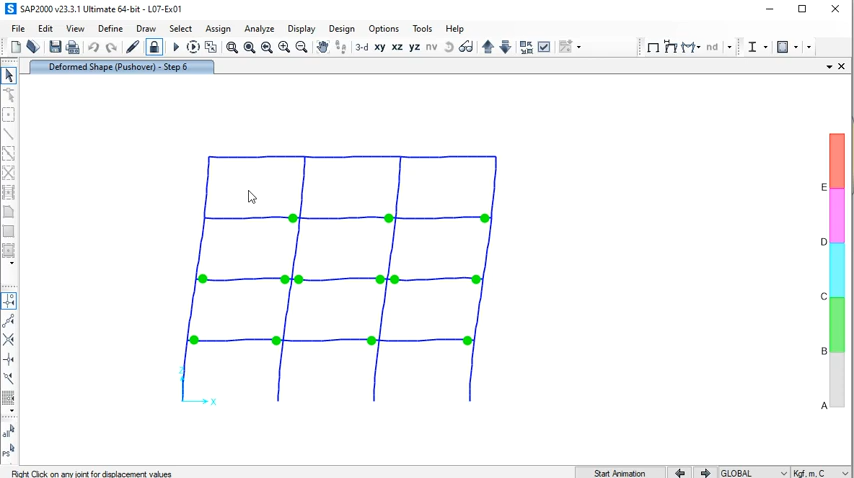 SAP2000 v23.3.1 Ultimate 64-bit - L07-Ex01
File Edit View Define Draw Select Assign Analyze Display Design Options Tools Help
3-d xy xz yz nv nd
Deformed Shape (Pushover) - Step 6
E
D
C
B
A
Z
X
all
PS
Right Click on any joint for displacement values
Start Animation
GLOBAL
Kgf, m, C